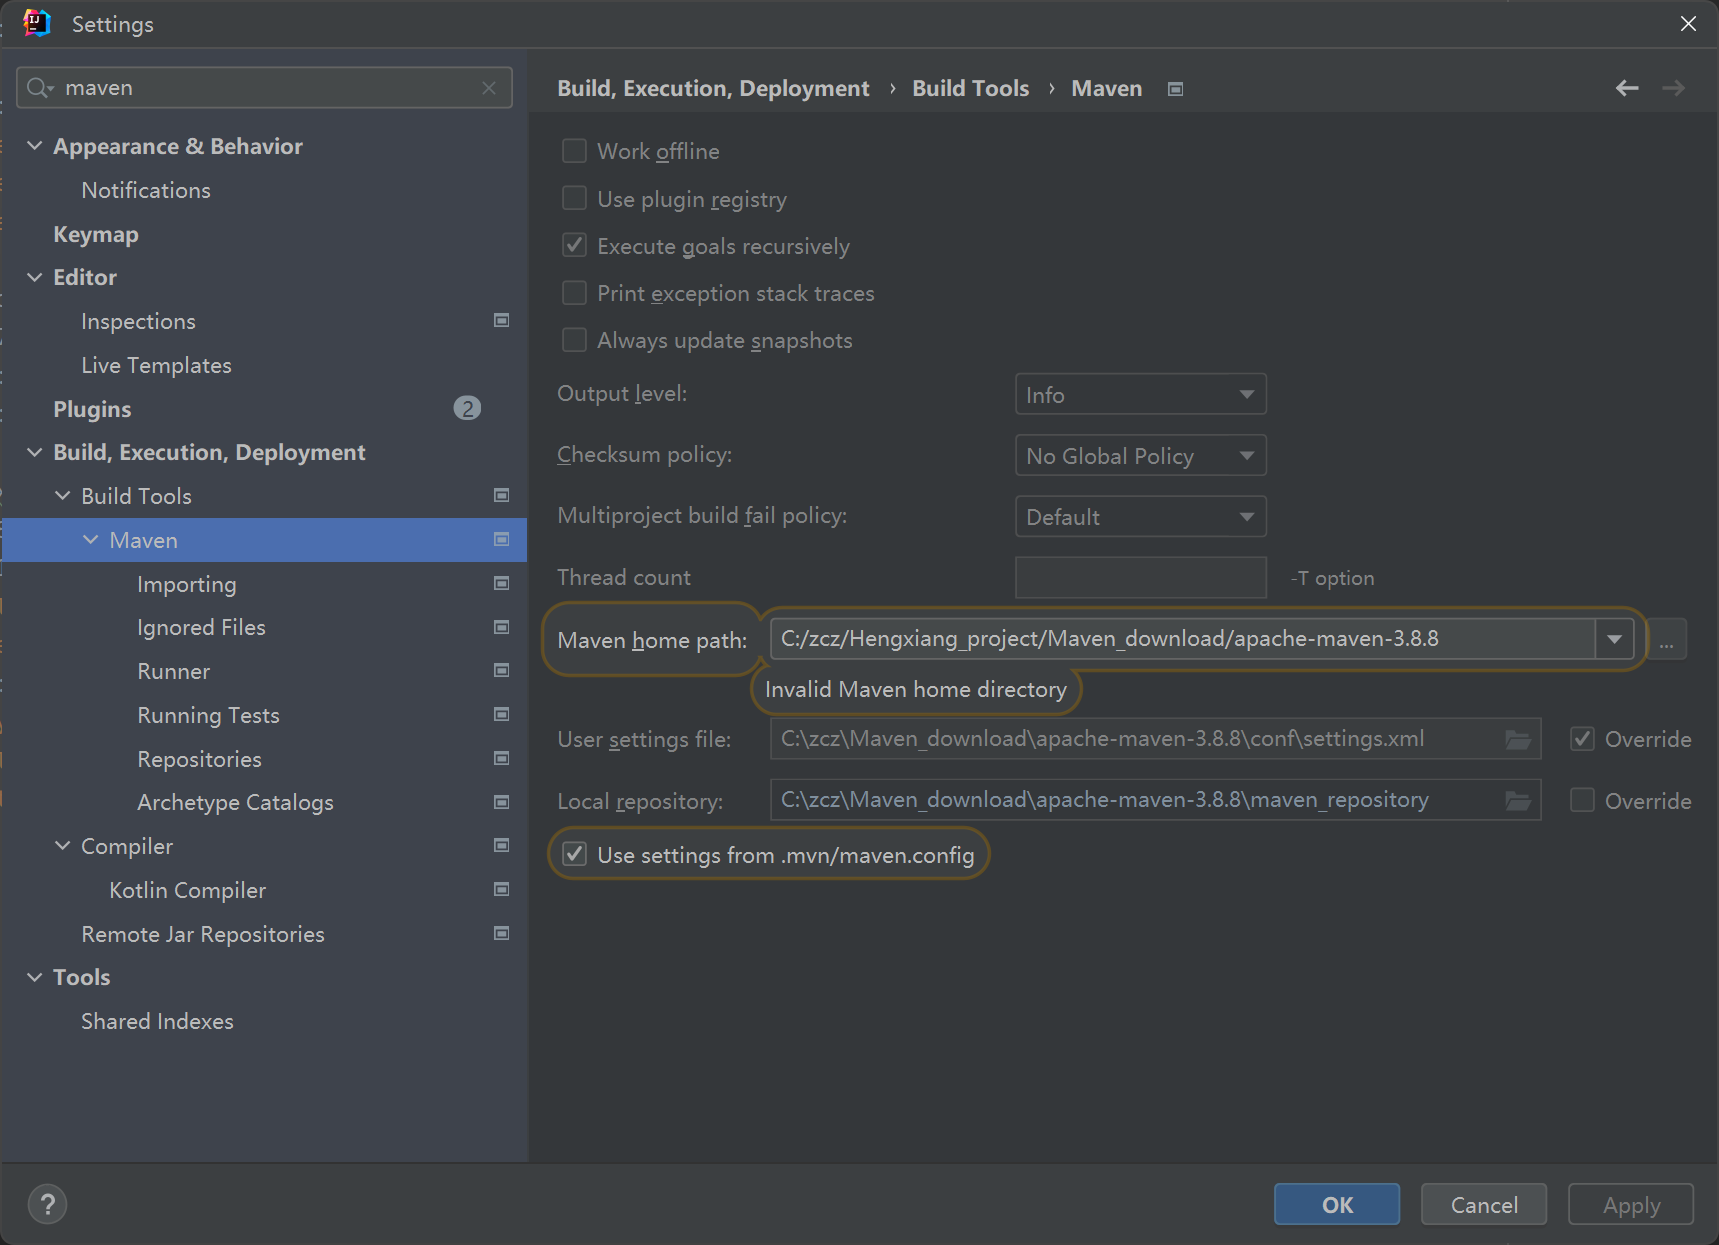 Settings
maven
Appearance & Behavior
Notifications
Keymap
Editor
Inspections
Live Templates
Plugins
2
Build, Execution, Deployment
Build Tools
Maven
Importing
Ignored Files
Runner
Running Tests
Repositories
Archetype Catalogs
Compiler
Kotlin Compiler
Remote Jar Repositories
Tools
Shared Indexes
Build, Execution, Deployment › Build Tools › Maven
Work offline
Use plugin registry
Execute goals recursively
Print exception stack traces
Always update snapshots
Output level: Info
Checksum policy: No Global Policy
Multiproject build fail policy: Default
Thread count -T option
Maven home path: C:/zcz/Hengxiang_project/Maven_download/apache-maven-3.8.8 ...
Invalid Maven home directory
User settings file: C:\zcz\Maven_download\apache-maven-3.8.8\conf\settings.xml Override
Local repository: C:\zcz\Maven_download\apache-maven-3.8.8\maven_repository Override
Use settings from .mvn/maven.config
? OK Cancel Apply